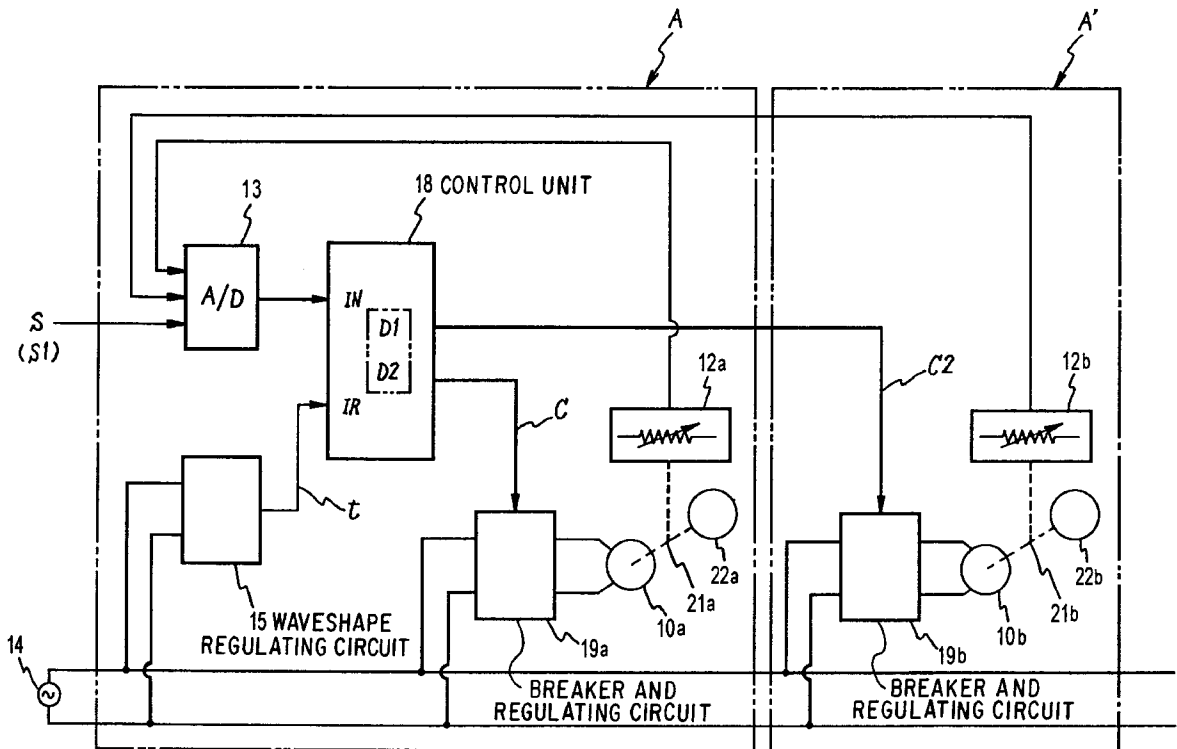 A
A'
13
18 CONTROL UNIT
A/D
IN
D1
D2
IR
S
(S1)
C
C2
12a
12b
t
22a
22b
21a
21b
10a
10b
15 WAVESHAPE
REGULATING CIRCUIT
14
19a
19b
BREAKER AND
REGULATING CIRCUIT
BREAKER AND
REGULATING CIRCUIT